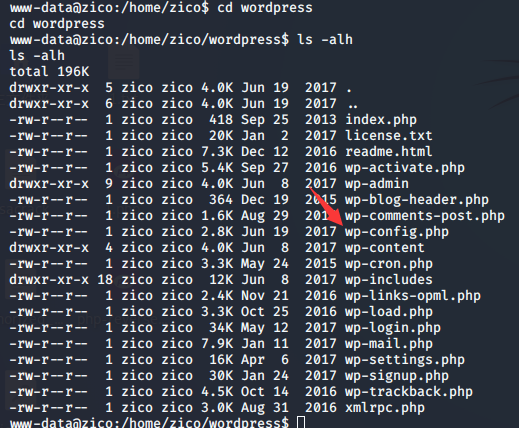 www-data@zico:/home/zico$ cd wordpress
cd wordpress
www-data@zico:/home/zico/wordpress$ ls -alh
ls -alh
total 196K
drwxr-xr-x  5 zico zico 4.0K Jun 19  2017 .
drwxr-xr-x  6 zico zico 4.0K Jun 19  2017 ..
-rw-r--r--  1 zico zico  418 Sep 25  2013 index.php
-rw-r--r--  1 zico zico  20K Jan  2  2017 license.txt
-rw-r--r--  1 zico zico 7.3K Dec 12  2016 readme.html
-rw-r--r--  1 zico zico 5.4K Sep 27  2016 wp-activate.php
drwxr-xr-x  9 zico zico 4.0K Jun  8  2017 wp-admin
-rw-r--r--  1 zico zico  364 Dec 19  2015 wp-blog-header.php
-rw-r--r--  1 zico zico 1.6K Aug 29 wp-comments-post.php
-rw-r--r--  1 zico zico 2.8K Jun 19  2017 wp-config.php
drwxr-xr-x  4 zico zico 4.0K Jun  8  2017 wp-content
-rw-r--r--  1 zico zico 3.3K May 24  2015 wp-cron.php
drwxr-xr-x 18 zico zico  12K Jun  8  2017 wp-includes
-rw-r--r--  1 zico zico 2.4K Nov 21  2016 wp-links-opml.php
-rw-r--r--  1 zico zico 3.3K Oct 25  2016 wp-load.php
-rw-r--r--  1 zico zico  34K May 12  2017 wp-login.php
-rw-r--r--  1 zico zico 7.9K Jan 11  2017 wp-mail.php
-rw-r--r--  1 zico zico  16K Apr  6  2017 wp-settings.php
-rw-r--r--  1 zico zico  30K Jan 24  2017 wp-signup.php
-rw-r--r--  1 zico zico 4.5K Oct 14  2016 wp-trackback.php
-rw-r--r--  1 zico zico 3.0K Aug 31  2016 xmlrpc.php
www-data@zico:/home/zico/wordpress$